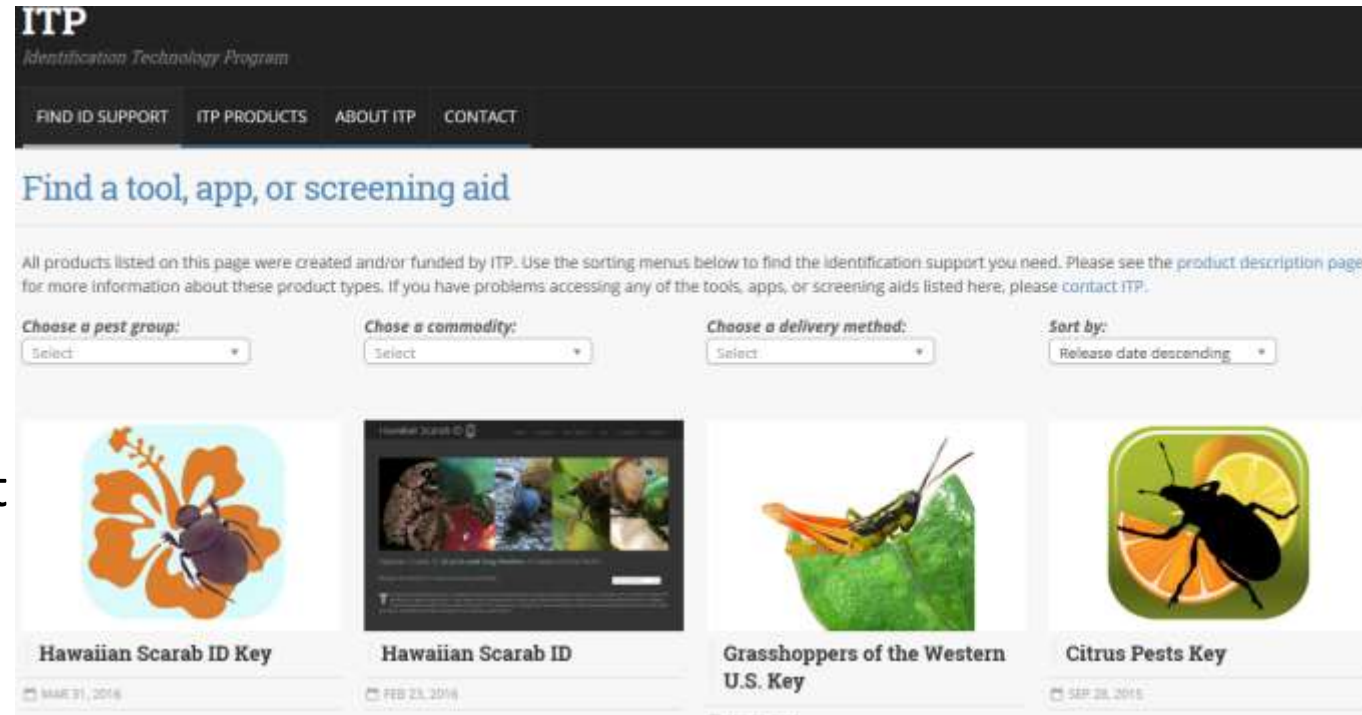 ITP
Identification Technology Program
FIND ID SUPPORT ITP PRODUCTS ABOUT ITP CONTACT
Find a tool, app, or screening aid
All products listed on this page were created and/or funded by ITP. Use the sorting menus below to find the identification support you need. Please see the product description page
for more information about these product types. If you have problems accessing any of the tools, apps, or screening aids listed here, please contact ITP.
Choose a pest group: Chose a commodity: Choose a delivery method: Sort by:
Select Select Select Release date descending
t
Hawaiian Scarab ID
Hawaiian Scarab ID Key Hawaiian Scarab ID Grasshoppers of the Western Citrus Pests Key
U.S. Key
MAR 31, 2016 FEB 23, 2016 SEP 28, 2015